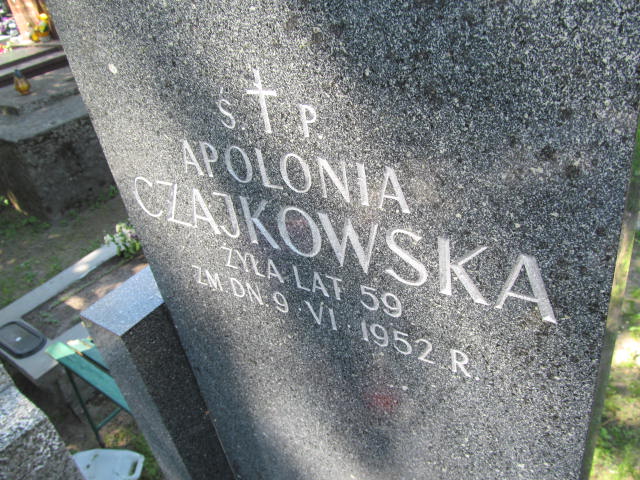 Ś. P.
APOLONIA
CZAJKOWSKA
ŻYŁA LAT 59
ZM DN 9 · VI · 1952 R.